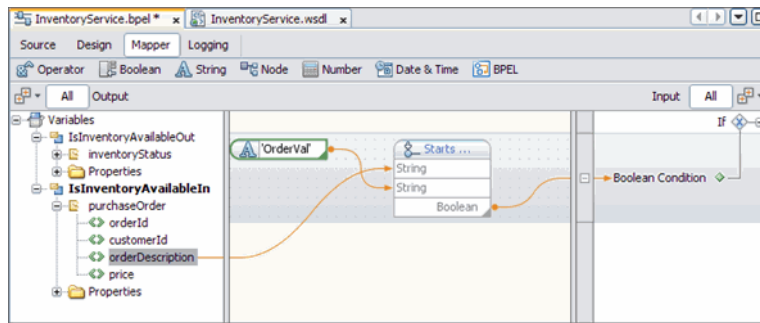 InventoryService.bpel * x InventoryService.wsdl x
Source Design Mapper Logging
Operator Boolean String Node Number Date & Time BPEL
All Output Input All
Variables
If
IsInventoryAvailableOut
inventoryStatus
'OrderVal'
Starts ...
Properties
String
IsInventoryAvailableIn
String
Boolean Condition
purchaseOrder
Boolean
orderId
customerId
orderDescription
price
Properties